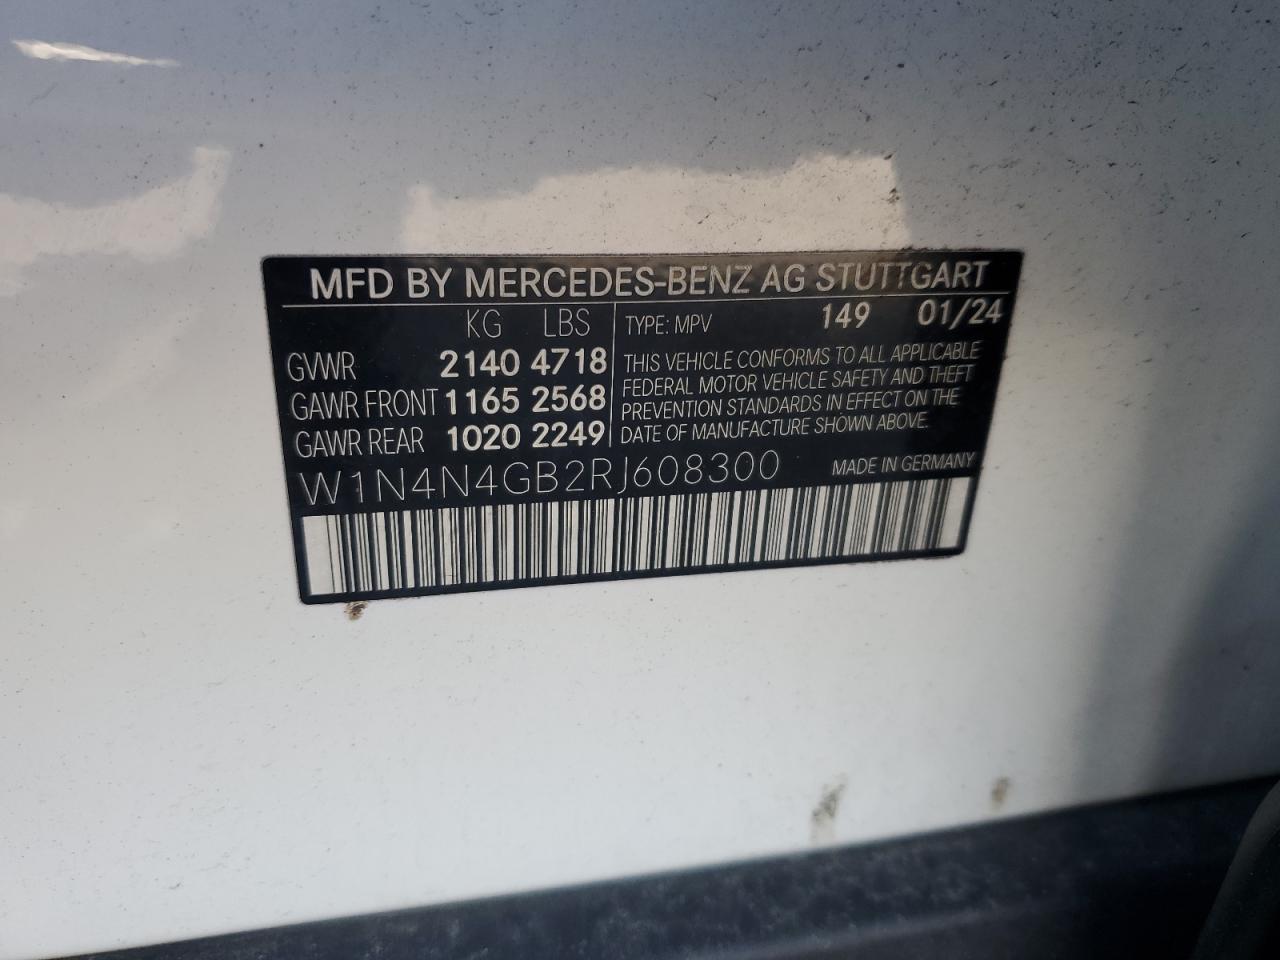 MFD BY MERCEDES-BENZ AG STUTTGART
KG LBS
GVWR 2140 4718
GAWR FRONT 1165 2568
GAWR REAR 1020 2249
TYPE: MPV 149 01/24
THIS VEHICLE CONFORMS TO ALL APPLICABLE
FEDERAL MOTOR VEHICLE SAFETY AND THEFT
PREVENTION STANDARDS IN EFFECT ON THE
DATE OF MANUFACTURE SHOWN ABOVE.
W1N4N4GB2RJ608300 MADE IN GERMANY